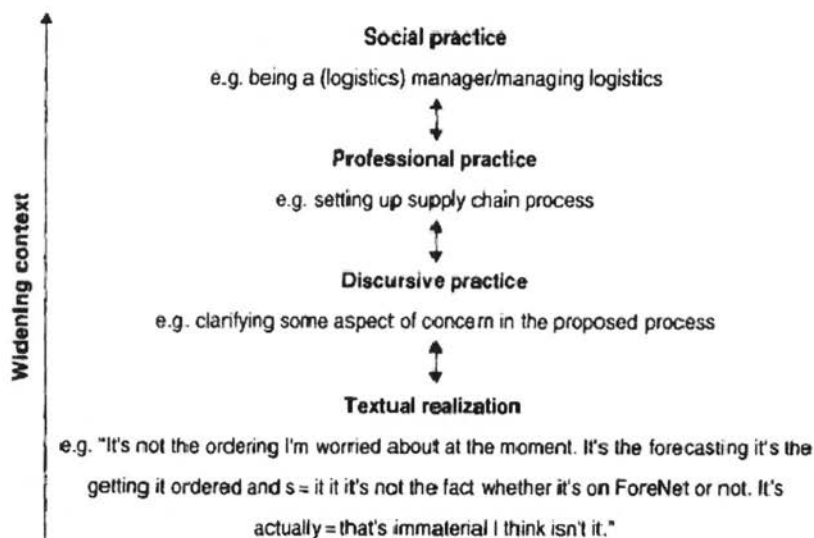 Social practice
e.g. being a (logistics) manager/managing logistics
Professional practice
e.g. setting up supply chain process
Discursive practice
e.g. clarifying some aspect of concern in the proposed process
Textual realization
e.g. "It's not the ordering I'm worried about at the moment. It's the forecasting it's the
getting it ordered and s= it it it's not the fact whether it's on ForeNet or not. It's
actually=that's immaterial I think isn't it."
Widening context